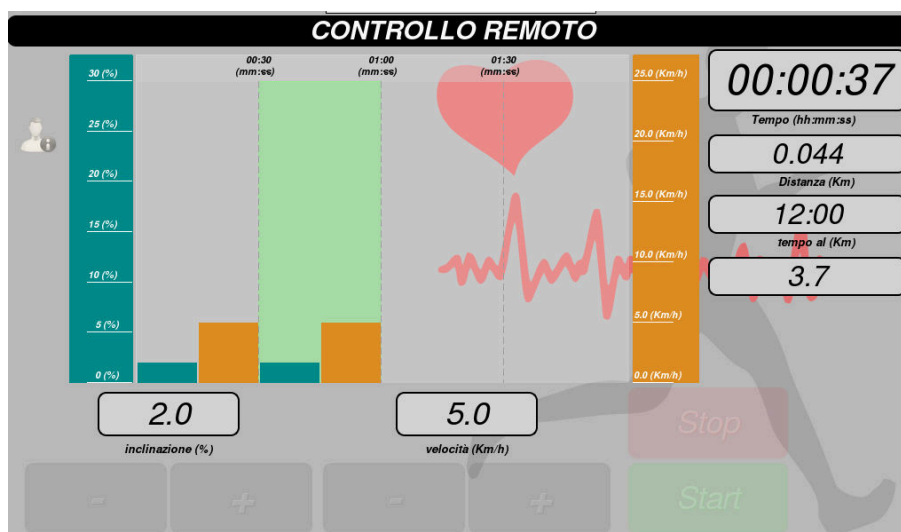 CONTROLLO REMOTO
00:30
(mm:ss)
01:00
(mm:ss)
01:30
(mm:ss)
30 (%)
25 (%)
20 (%)
15 (%)
10 (%)
5 (%)
0 (%)
25.0 (Km/h)
20.0 (Km/h)
15.0 (Km/h)
10.0 (Km/h)
5.0 (Km/h)
0.0 (Km/h)
00:00:37
Tempo (hh:mm:ss)
0.044
Distanza (Km)
12:00
tempo al (Km)
3.7
2.0
inclinazione (%)
5.0
velocità (Km/h)
Stop
- + - +
Start